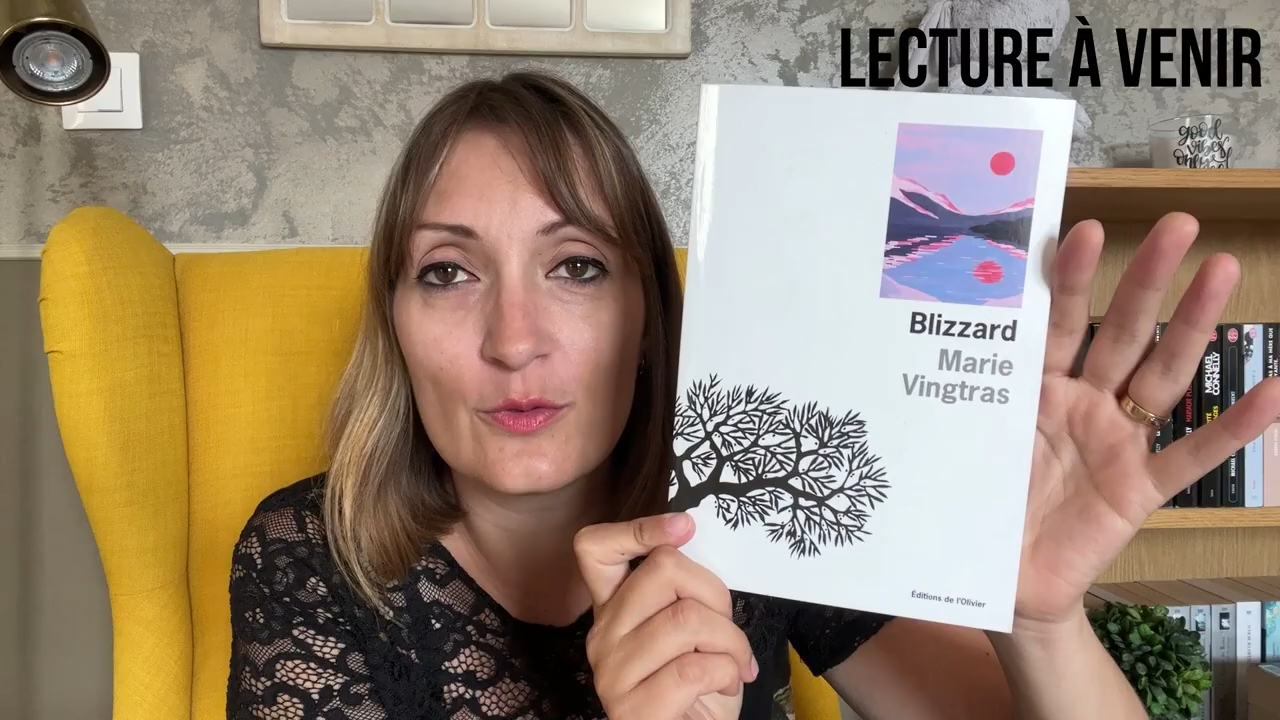 LECTURE À VENIR
good
vibes
only
Blizzard
Marie
Vingtras
Éditions de l'Olivier
MICHAEL
CONNELLY